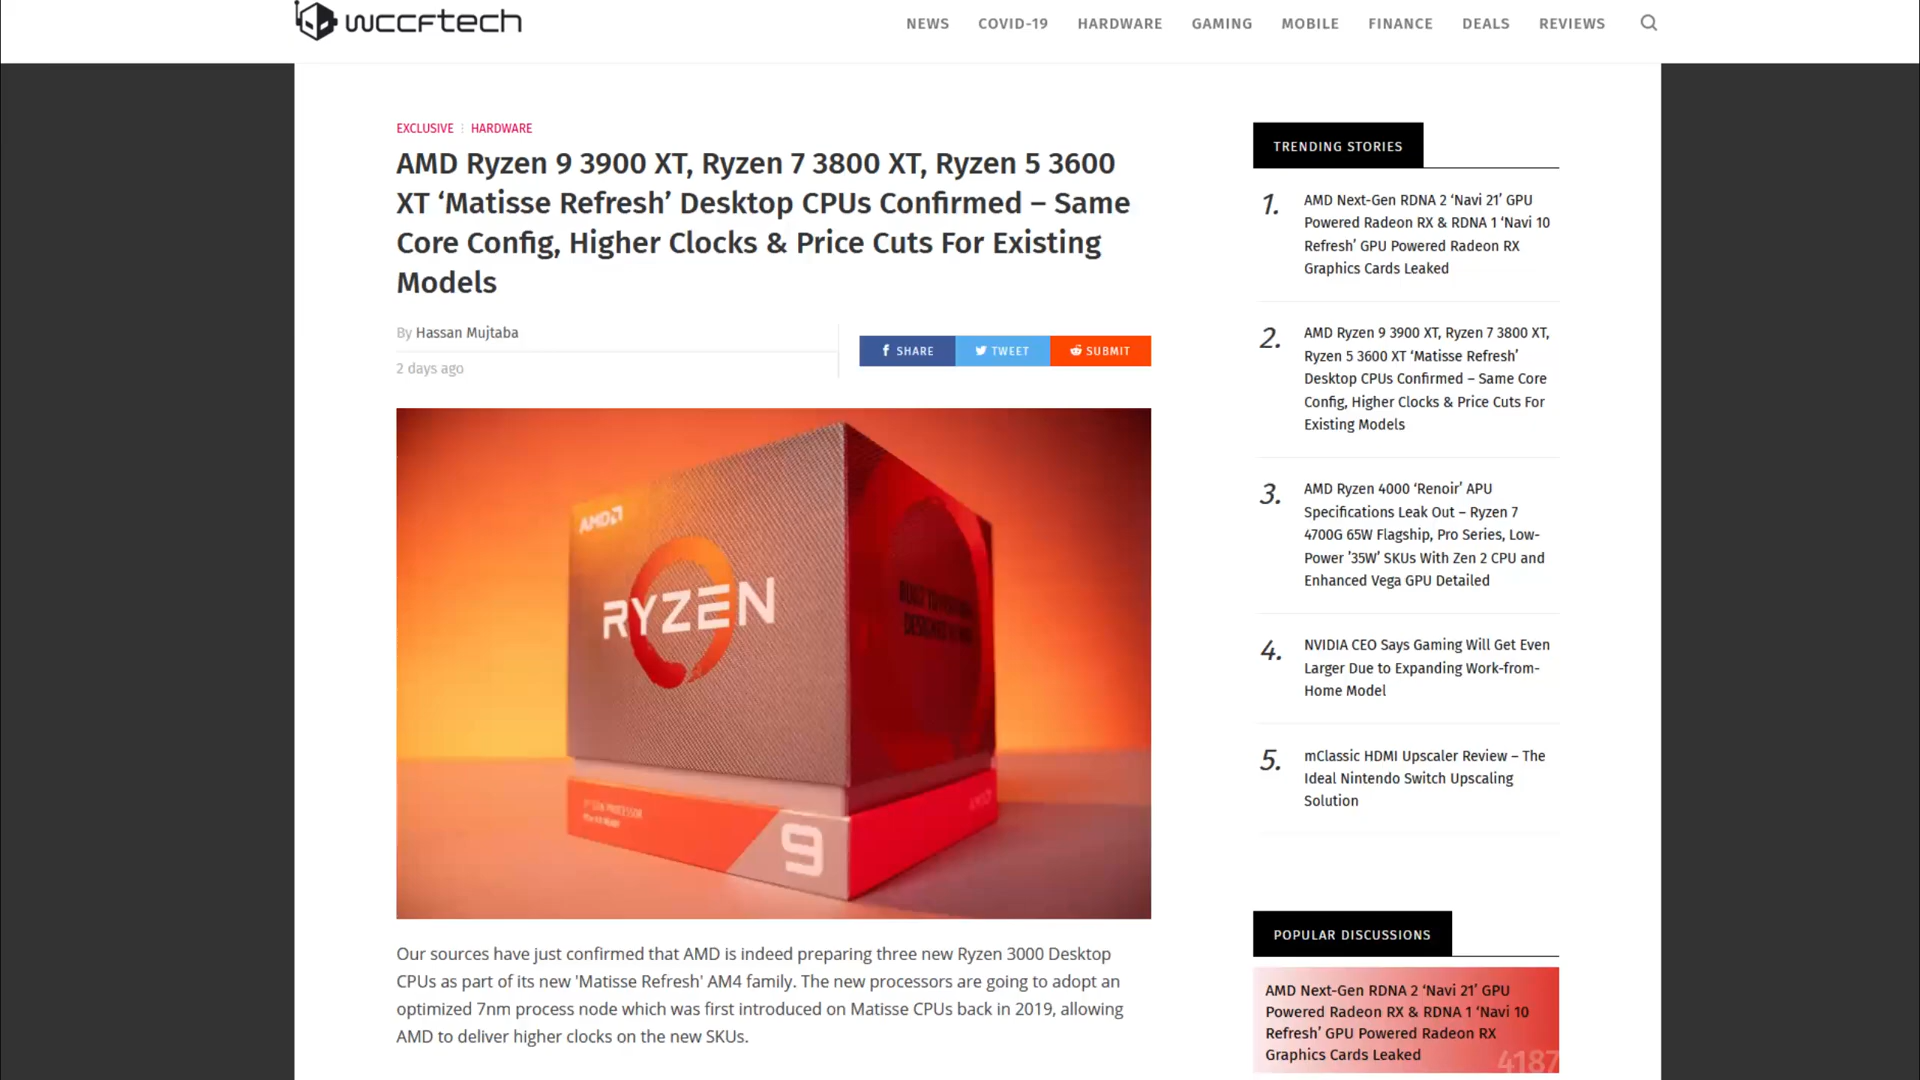 wccftech
NEWS
COVID-19
HARDWARE
GAMING
MOBILE
FINANCE
DEALS
REVIEWS
EXCLUSIVE
HARDWARE
AMD Ryzen 9 3900 XT, Ryzen 7 3800 XT, Ryzen 5 3600
XT ‘Matisse Refresh’ Desktop CPUs Confirmed – Same
Core Config, Higher Clocks & Price Cuts For Existing
Models
By Hassan Mujtaba
2 days ago
SHARE
TWEET
SUBMIT
AMD
RYZEN
9
Our sources have just confirmed that AMD is indeed preparing three new Ryzen 3000 Desktop
CPUs as part of its new 'Matisse Refresh' AM4 family. The new processors are going to adopt an
optimized 7nm process node which was first introduced on Matisse CPUs back in 2019, allowing
AMD to deliver higher clocks on the new SKUs.
TRENDING STORIES
1.
AMD Next-Gen RDNA 2 ‘Navi 21’ GPU
Powered Radeon RX & RDNA 1 ‘Navi 10
Refresh’ GPU Powered Radeon RX
Graphics Cards Leaked
2.
AMD Ryzen 9 3900 XT, Ryzen 7 3800 XT,
Ryzen 5 3600 XT ‘Matisse Refresh’
Desktop CPUs Confirmed – Same Core
Config, Higher Clocks & Price Cuts For
Existing Models
3.
AMD Ryzen 4000 ‘Renoir’ APU
Specifications Leak Out – Ryzen 7
4700G 65W Flagship, Pro Series, Low-
Power ’35W’ SKUs With Zen 2 CPU and
Enhanced Vega GPU Detailed
4.
NVIDIA CEO Says Gaming Will Get Even
Larger Due to Expanding Work-from-
Home Model
5.
mClassic HDMI Upscaler Review – The
Ideal Nintendo Switch Upscaling
Solution
POPULAR DISCUSSIONS
AMD Next-Gen RDNA 2 ‘Navi 21’ GPU
Powered Radeon RX & RDNA 1 ‘Navi 10
Refresh’ GPU Powered Radeon RX
Graphics Cards Leaked
4187